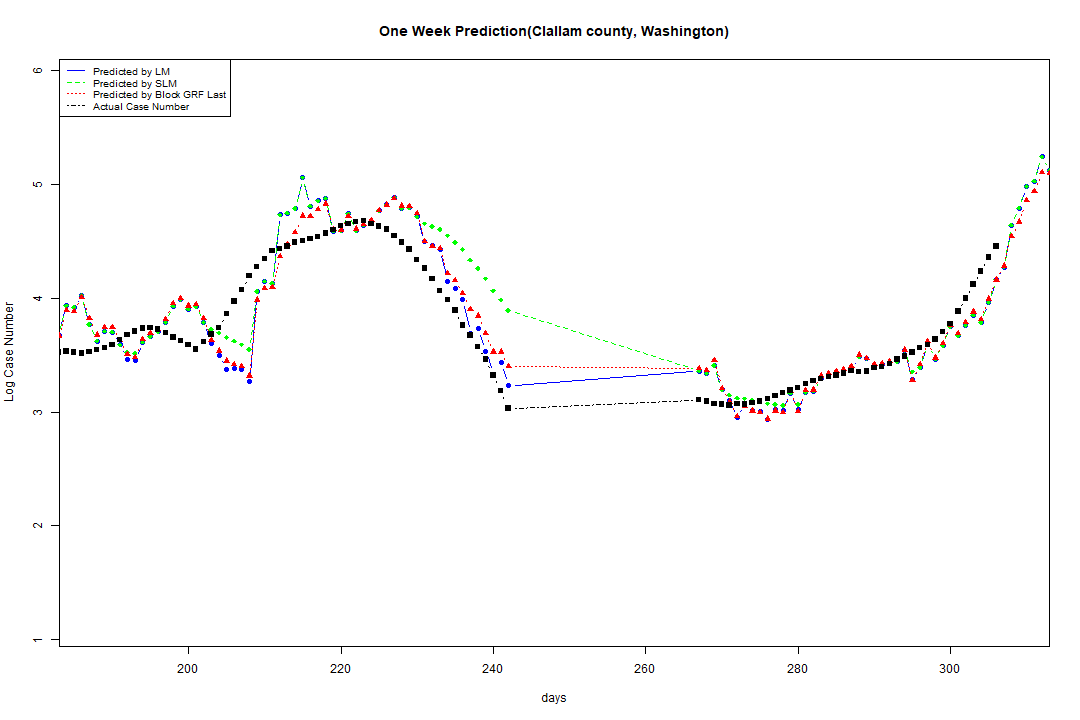 One Week Prediction(Clallam county, Washington)
Predicted by LM
Predicted by SLM
Predicted by Block GRF Last
Actual Case Number
Log Case Number
6
5
4
3
2
1
200
220
240
260
280
300
days